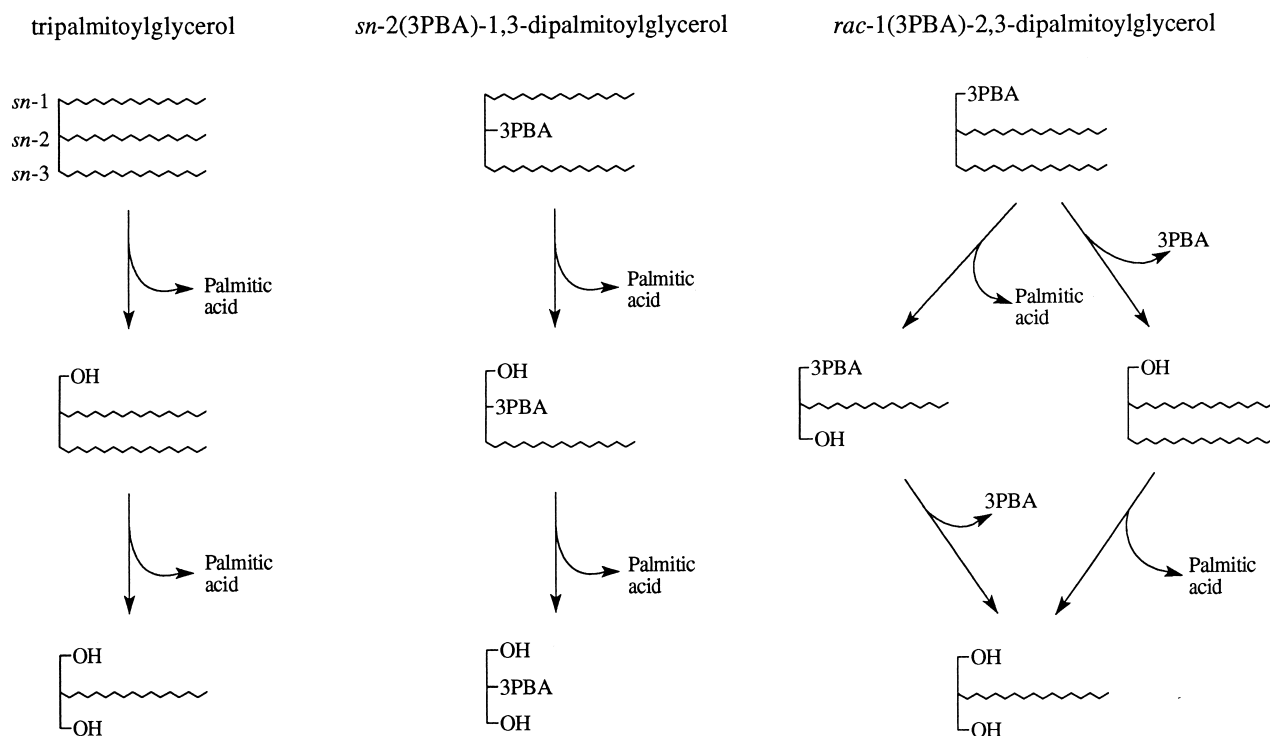 tripalmitoylglycerol
sn-2(3PBA)-1,3-dipalmitoylglycerol
rac-1(3PBA)-2,3-dipalmitoylglycerol
sn-1
sn-2
sn-3
3PBA
3PBA
Palmitic
acid
Palmitic
acid
Palmitic
acid
3PBA
OH
OH
3PBA
3PBA
OH
OH
Palmitic
acid
Palmitic
acid
3PBA
Palmitic
acid
OH
OH
OH
3PBA
OH
OH
OH